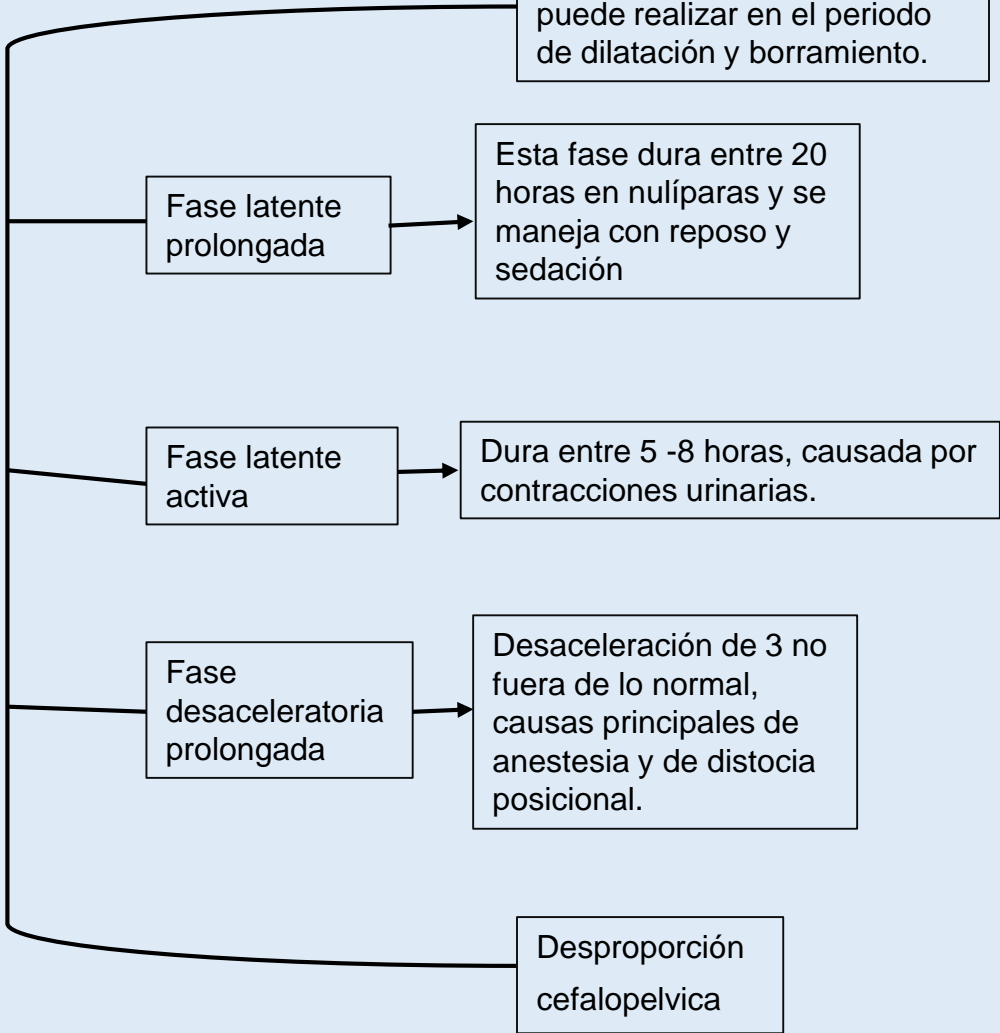 puede realizar en el periodo
de dilatación y borramiento.
Fase latente
prolongada
Esta fase dura entre 20
horas en nulíparas y se
maneja con reposo y
sedación
Fase latente
activa
Dura entre 5 -8 horas, causada por
contracciones urinarias.
Fase
desaceleratoria
prolongada
Desaceleración de 3 no
fuera de lo normal,
causas principales de
anestesia y de distocia
posicional.
Desproporción
cefalopelvica